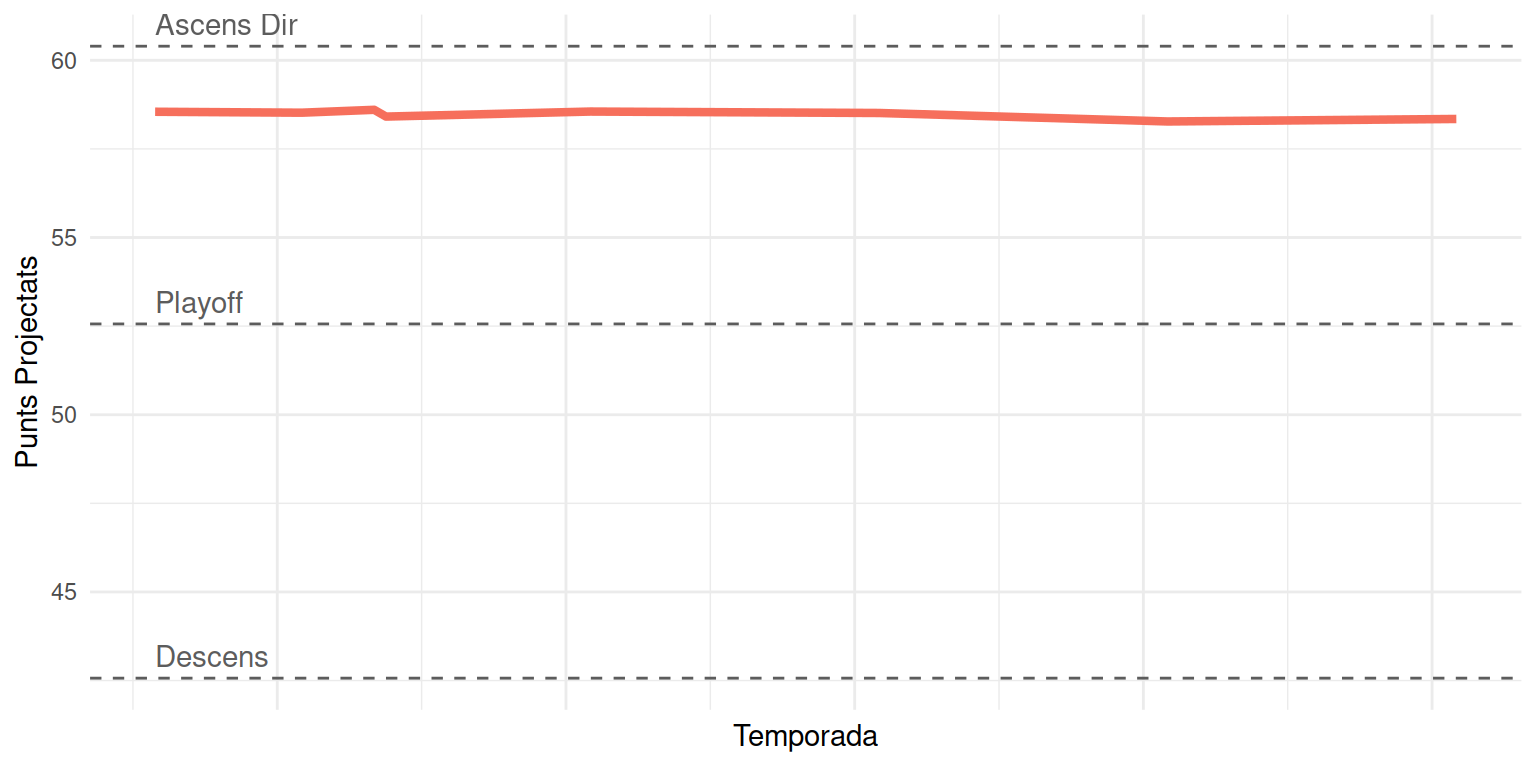 Ascens Dir
60
55
Playoff
50
45
Descens
Punts Projectats
Temporada